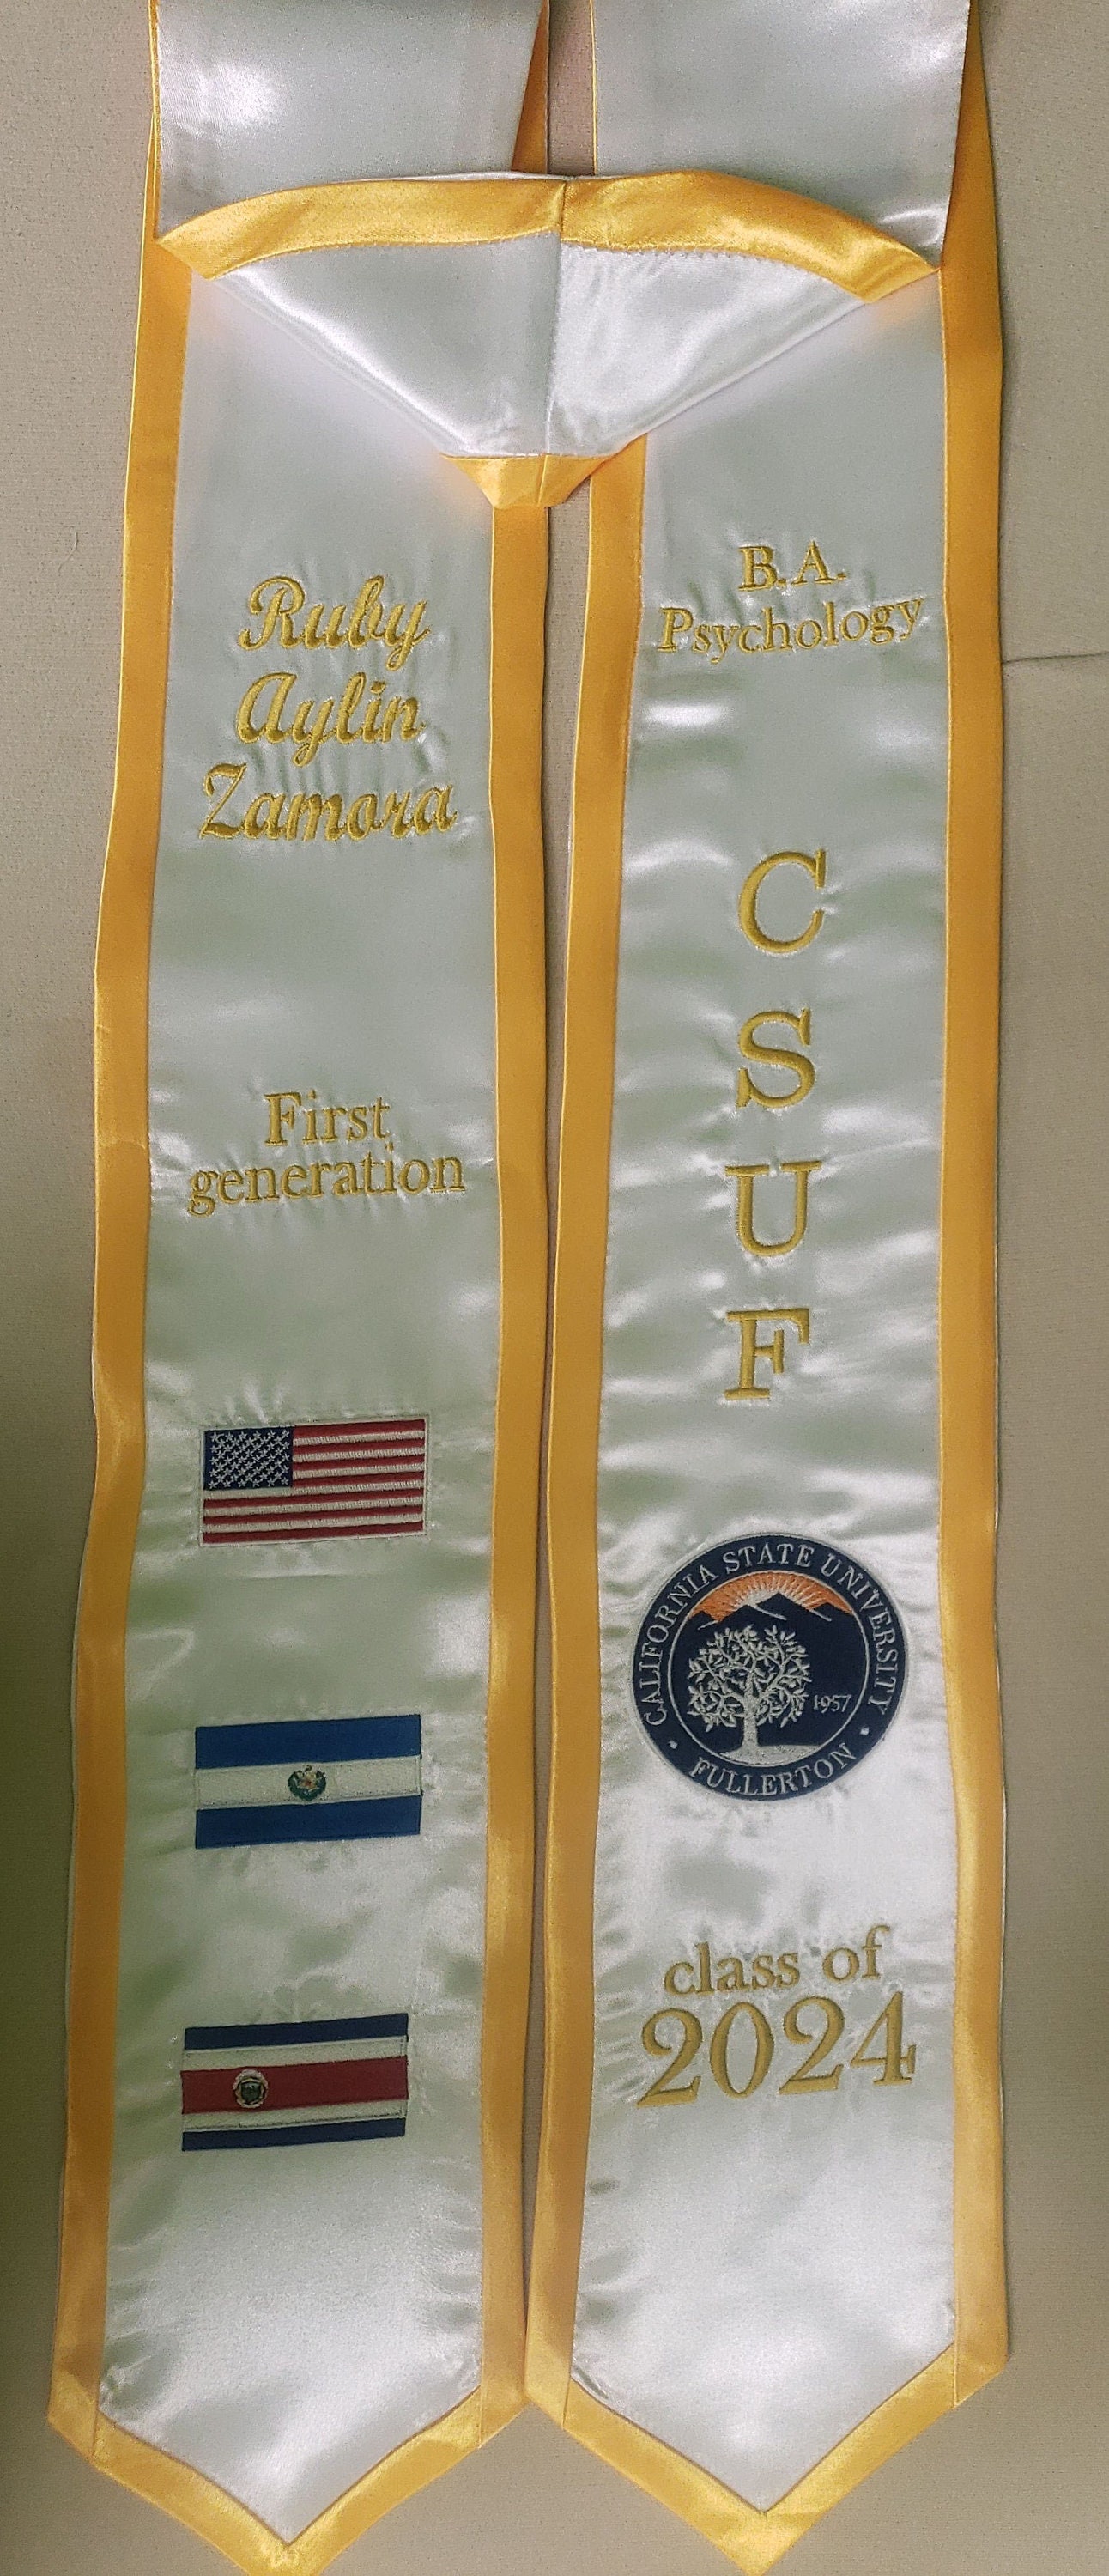 Ruby
Aylin
Zamora
First
generation
B.A.
Psychology
C
S
U
F
CALIFORNIA STATE UNIVERSITY
1957
• FULLERTON •
class of
2024